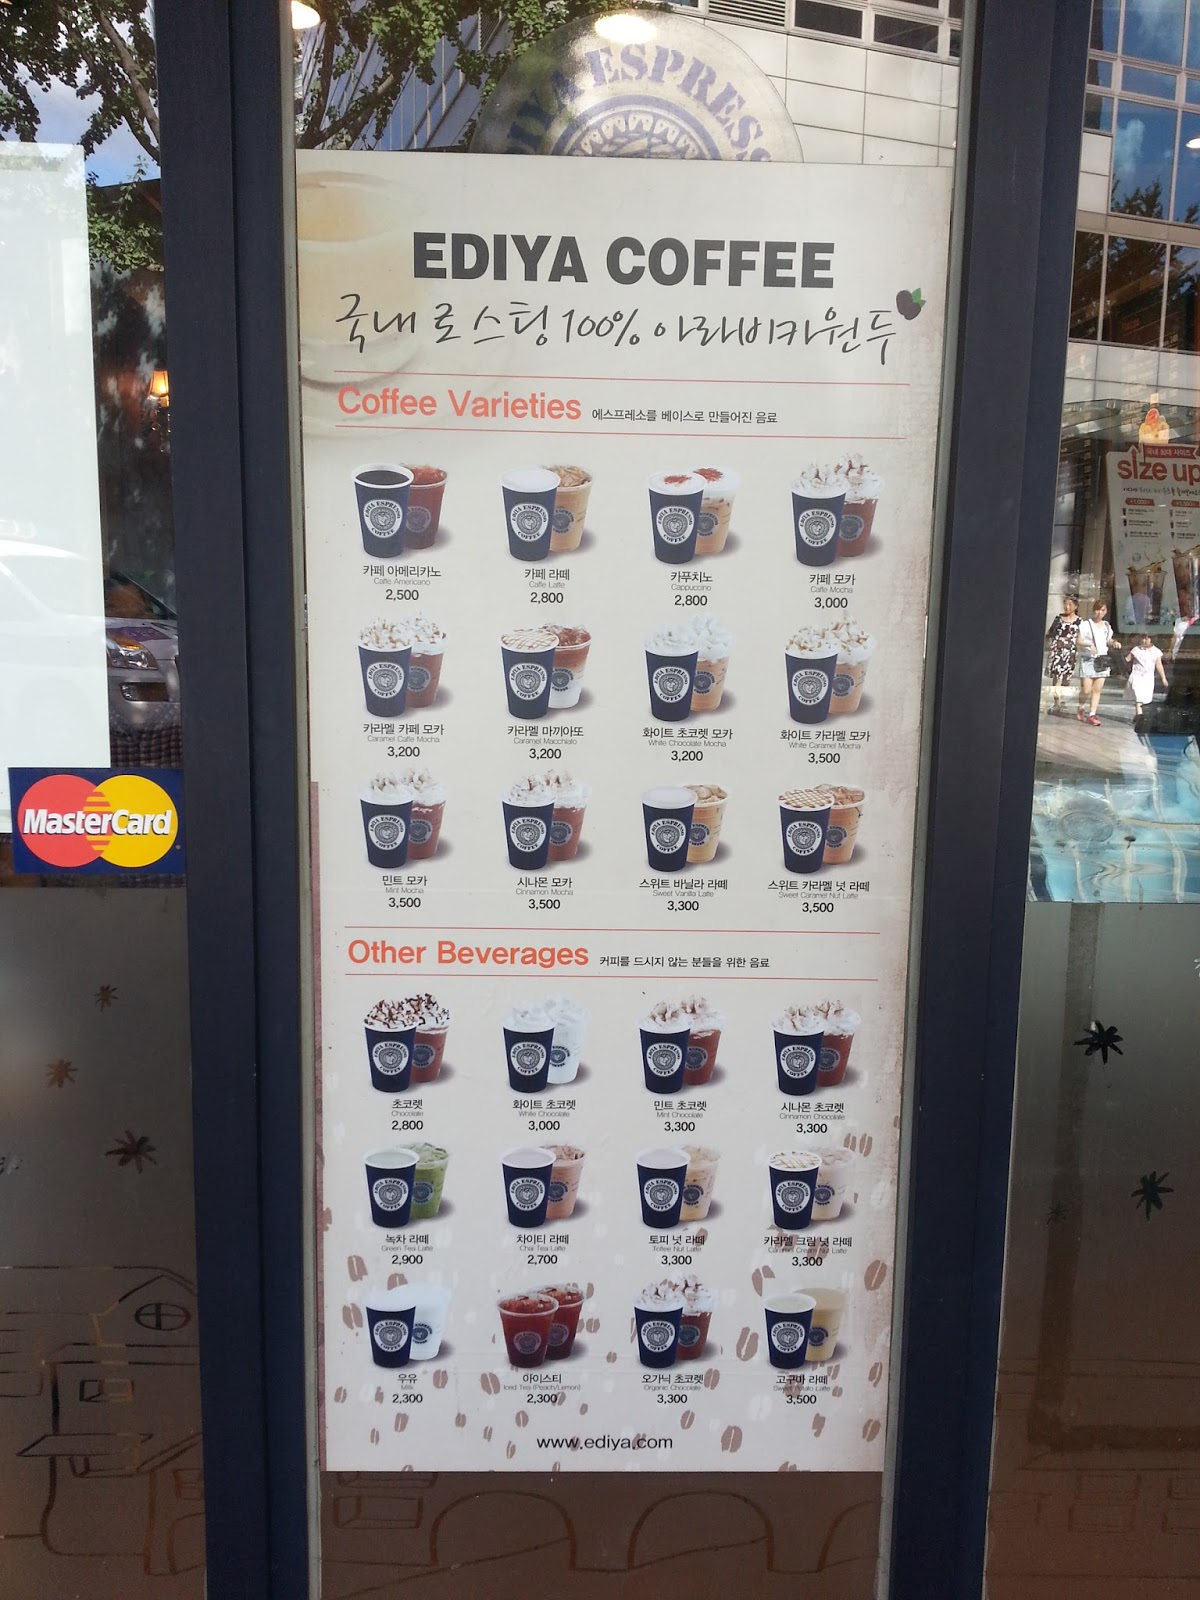 EDIYA ESPRESSO
EDIYA COFFEE
국내 로스팅 100% 아라비카 원두
Coffee Varieties 에스프레소를 베이스로 만들어진 음료
카페 아메리카노
Caffe Americano
2,500
카페 라떼
Caffe Latte
2,800
카푸치노
Cappuccino
2,800
카페 모카
Caffe Mocha
3,000
카라멜 카페 모카
Caramel Caffe Mocha
3,200
카라멜 마끼아또
Caramel Macchiato
3,200
화이트 초코렛 모카
White Chocolate Mocha
3,200
화이트 카라멜 모카
White Caramel Mocha
3,500
민트 모카
Mint Mocha
3,500
시나몬 모카
Cinnamon Mocha
3,500
스위트 바닐라 라떼
Sweet Vanilla Latte
3,300
스위트 카라멜 넛 라떼
Sweet Caramel Nut Latte
3,500
Other Beverages 커피를 드시지 않는 분들을 위한 음료
초코렛
Chocolate
2,800
화이트 초코렛
White Chocolate
3,000
민트 초코렛
Mint Chocolate
3,300
시나몬 초코렛
Cinnamon Chocolate
3,300
녹차 라떼
Green Tea Latte
2,900
차이티 라떼
Chai Tea Latte
2,700
토피 넛 라떼
Toffee Nut Latte
3,300
카라멜 크림 넛 라떼
Caramel Cream Nut Latte
3,300
우유
Milk
2,300
아이스티
Iced Tea (Peach/Lemon)
2,300
오가닉 초코렛
Organic Chocolate
3,300
고구마 라떼
Sweet Potato Latte
3,500
www.ediya.com
MasterCard
국내 최대 사이즈
size up